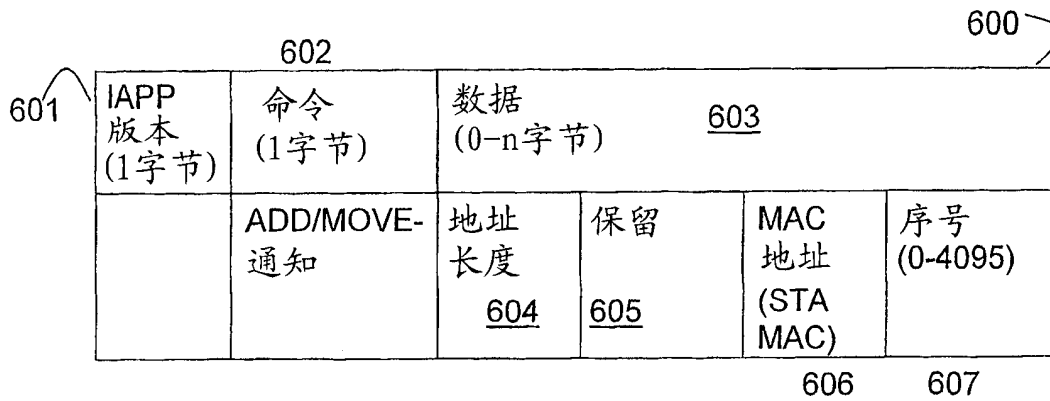 600
602
601
IAPP
版本
(1字节)
命令
(1字节)
数据
(0-n字节)
603
ADD/MOVE-
通知
地址
长度
604
保留
605
MAC
地址
(STA
MAC)
序号
(0-4095)
606
607